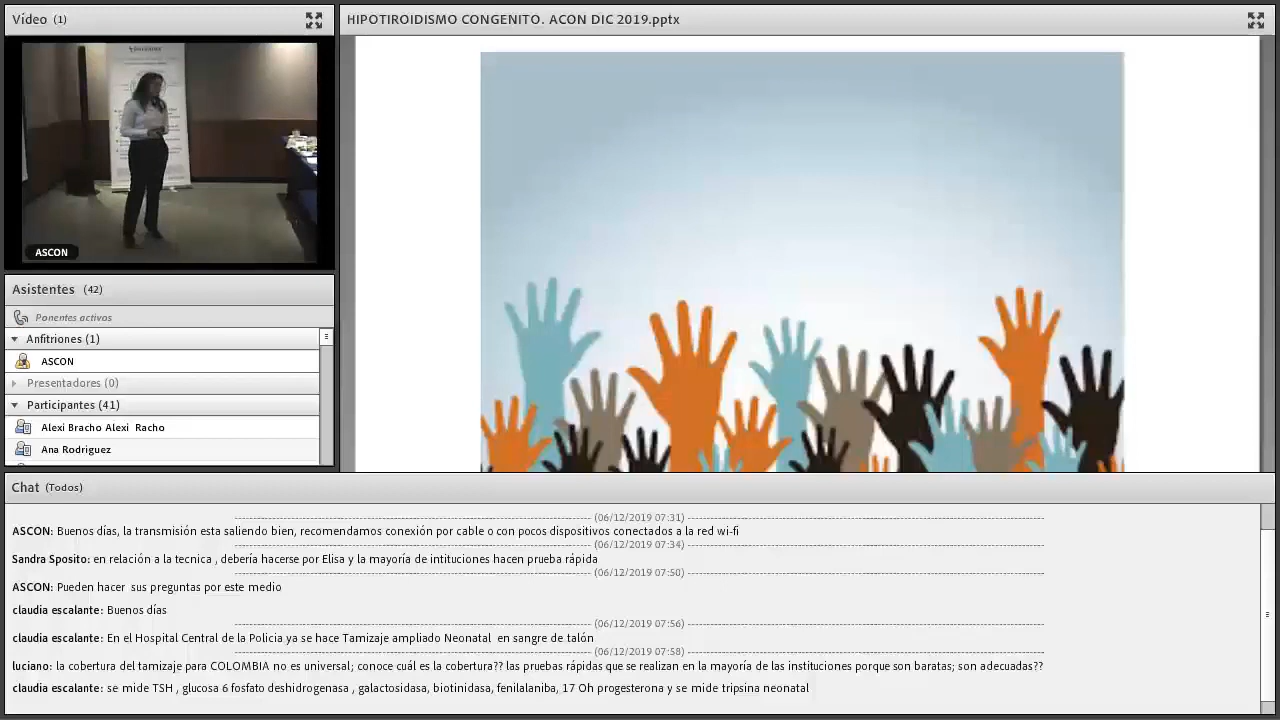 Vídeo (1)
ASCON
Asistentes (42)
Ponentes activos
Anfitriones (1)
ASCON
Presentadores (0)
Participantes (41)
Alexi Bracho Alexi Racho
Ana Rodriguez
HIPOTIROIDISMO CONGENITO. ACON DIC 2019.pptx
Chat (Todos)
(06/12/2019 07:31)
ASCON: Buenos días, la transmisión esta saliendo bien, recomendamos conexión por cable o con pocos dispositivos conectados a la red wi-fi
(06/12/2019 07:34)
Sandra Sposito: en relación a la tecnica , debería hacerse por Elisa y la mayoría de intituciones hacen prueba rápida
(06/12/2019 07:50)
ASCON: Pueden hacer sus preguntas por este medio
claudia escalante: Buenos días
(06/12/2019 07:56)
claudia escalante: En el Hospital Central de la Policia ya se hace Tamizaje ampliado Neonatal en sangre de talón
(06/12/2019 07:58)
luciano: la cobertura del tamizaje para COLOMBIA no es universal; conoce cuál es la cobertura?? las pruebas rápidas que se realizan en la mayoría de las instituciones porque son baratas; son adecuadas??
claudia escalante: se mide TSH , glucosa 6 fosfato deshidrogenasa , galactosidasa, biotinidasa, fenilalaniba, 17 Oh progesterona y se mide tripsina neonatal